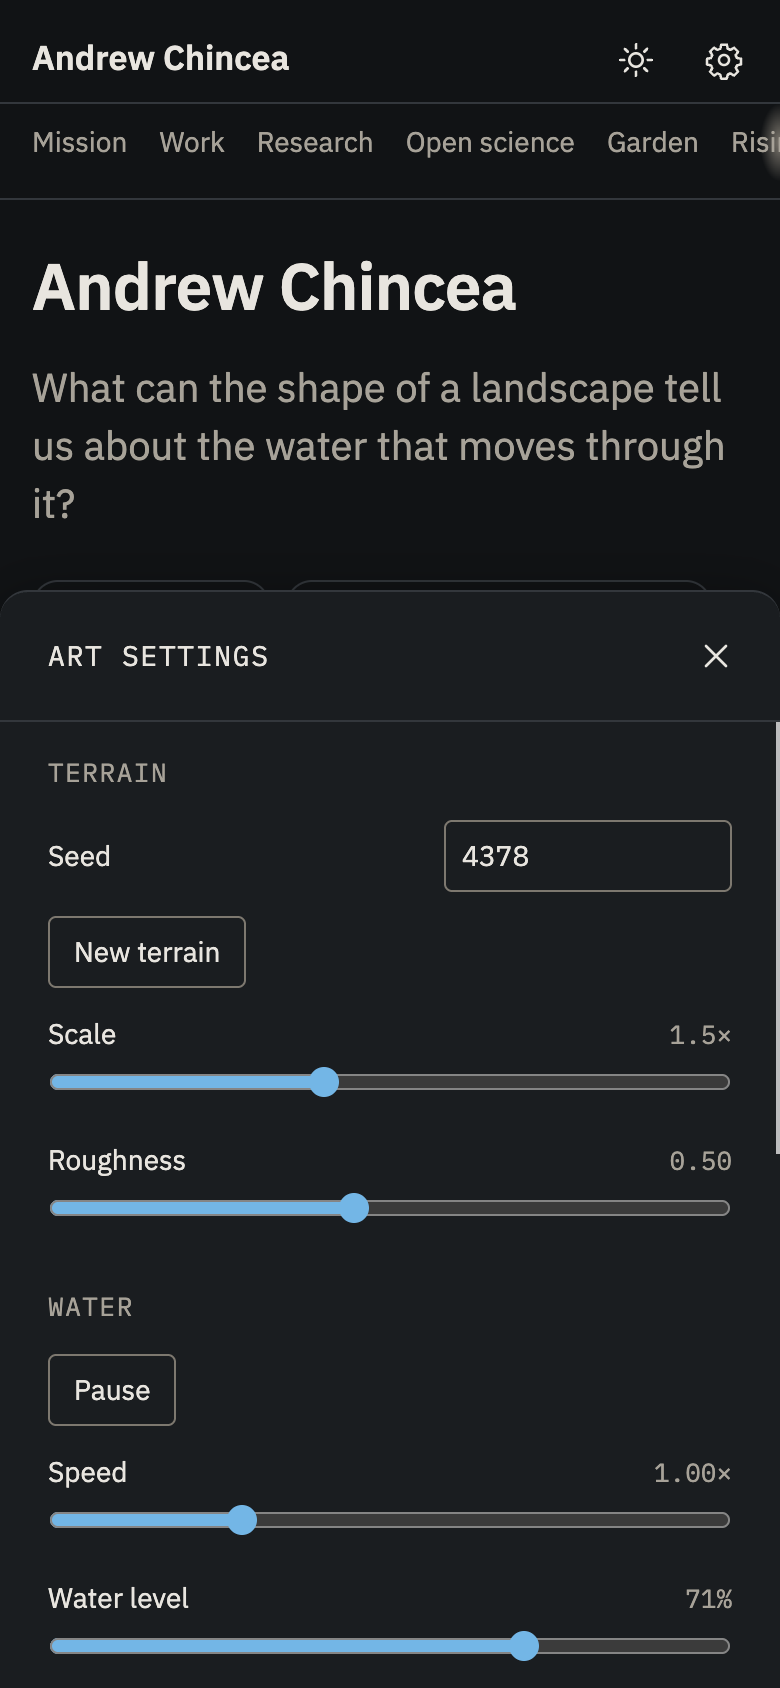 Andrew Chincea
Mission Work Research Open science Garden
Andrew Chincea
What can the shape of a landscape tell
us about the water that moves through
it?
ART SETTINGS
TERRAIN
Seed 4378
New terrain
Scale 1.5×
Roughness 0.50
WATER
Pause
Speed 1.00×
Water level 71%